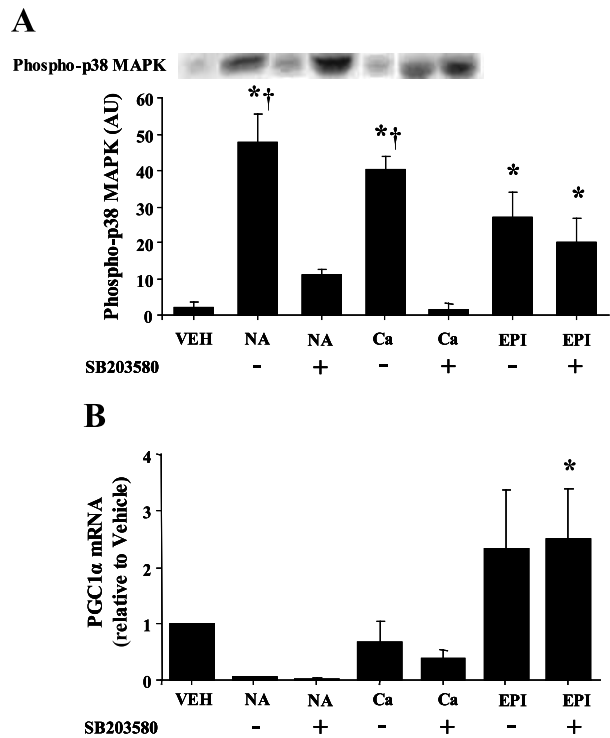 A
Phospho-p38 MAPK
Phospho-p38 MAPK (AU)
60
50
40
30
20
10
0
*†
*†
*
*
VEH NA NA Ca Ca EPI EPI
SB203580 - + - + - +
B
PGC1α mRNA
(relative to Vehicle)
4
3
2
1
0
*
VEH NA NA Ca Ca EPI EPI
SB203580 - + - + - +